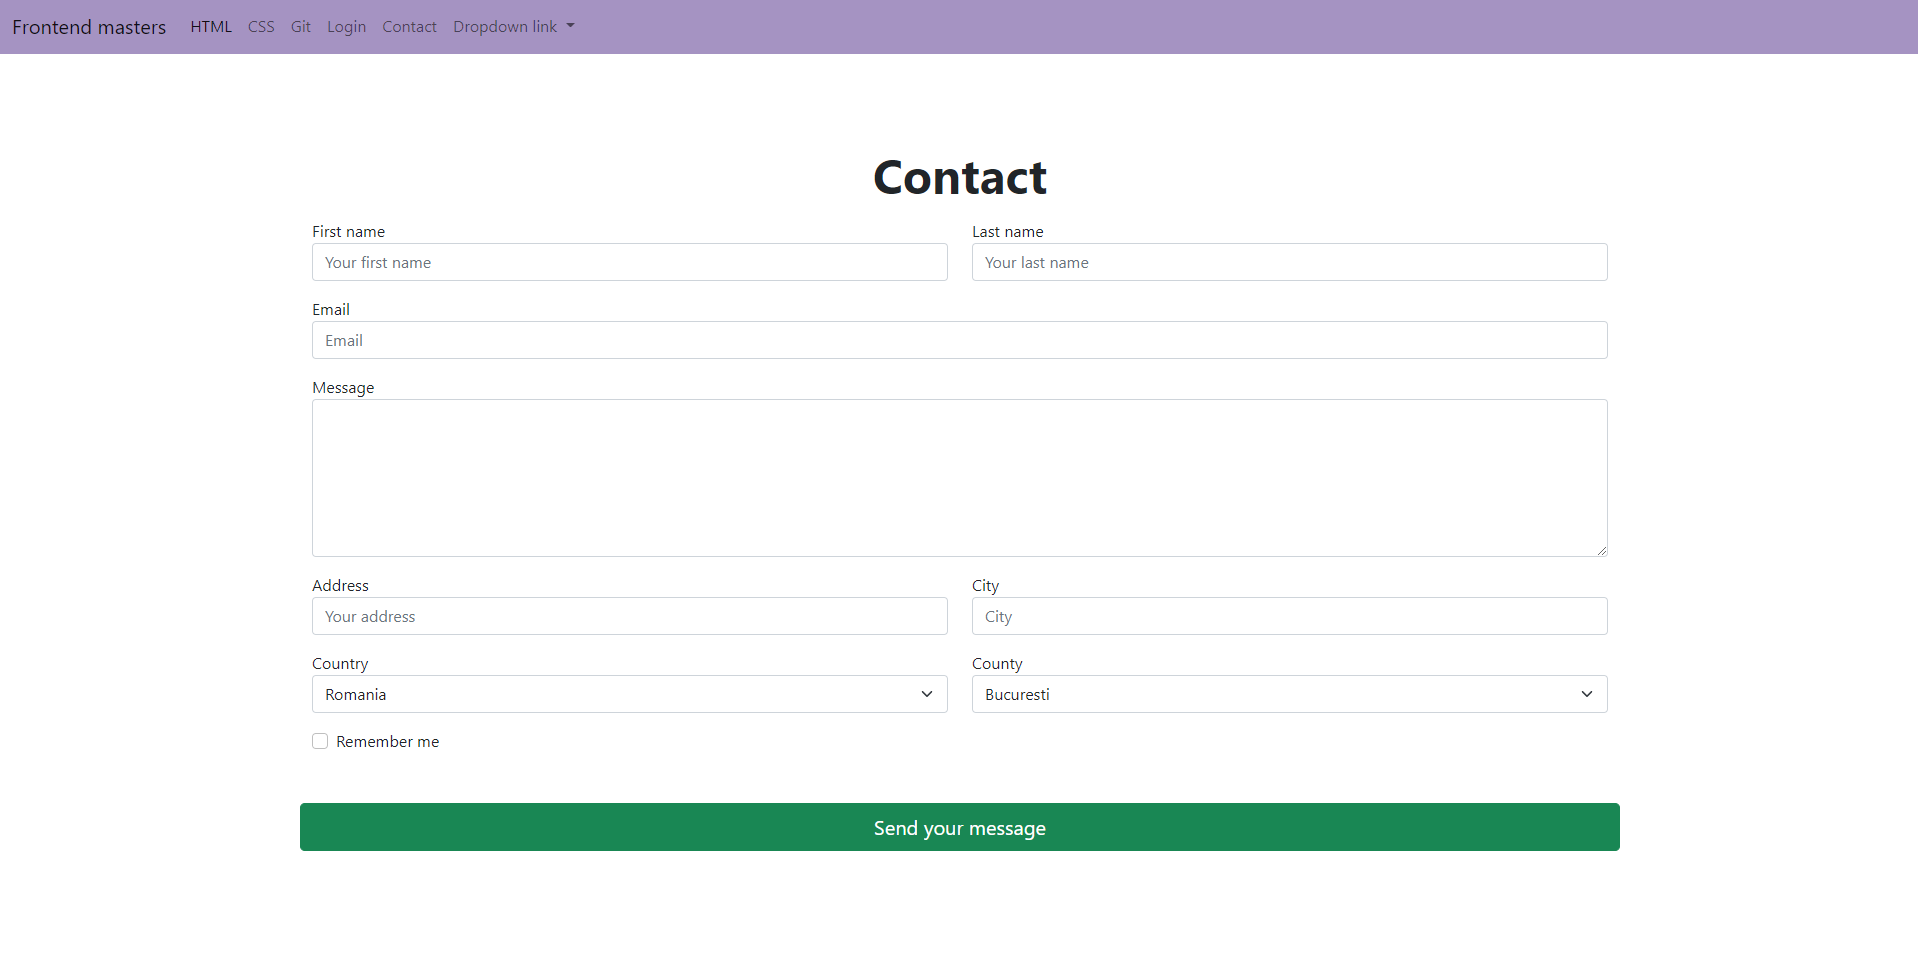 Frontend masters HTML CSS Git Login Contact Dropdown link
Contact
First name Last name
Your first name Your last name
Email
Email
Message
Address City
Your address City
Country County
Romania Bucuresti
Remember me
Send your message